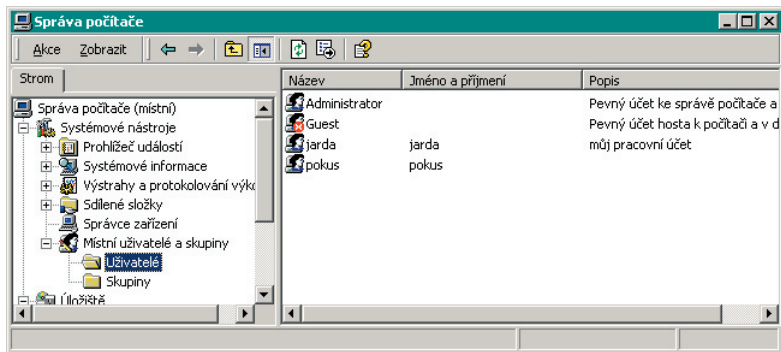 Správa počítače
Akce Zobrazit
Strom
Správa počítače (místní)
Systémové nástroje
Prohlížeč událostí
Systémové informace
Výstrahy a protokolování výko
Sdílené složky
Správce zařízení
Místní uživatelé a skupiny
Uživatelé
Skupiny
Úložiště
Název Jméno a příjmení Popis
Administrator Pevný účet ke správě počítače a
Guest Pevný účet hosta k počítači a v d
jarda jarda můj pracovní účet
pokus pokus